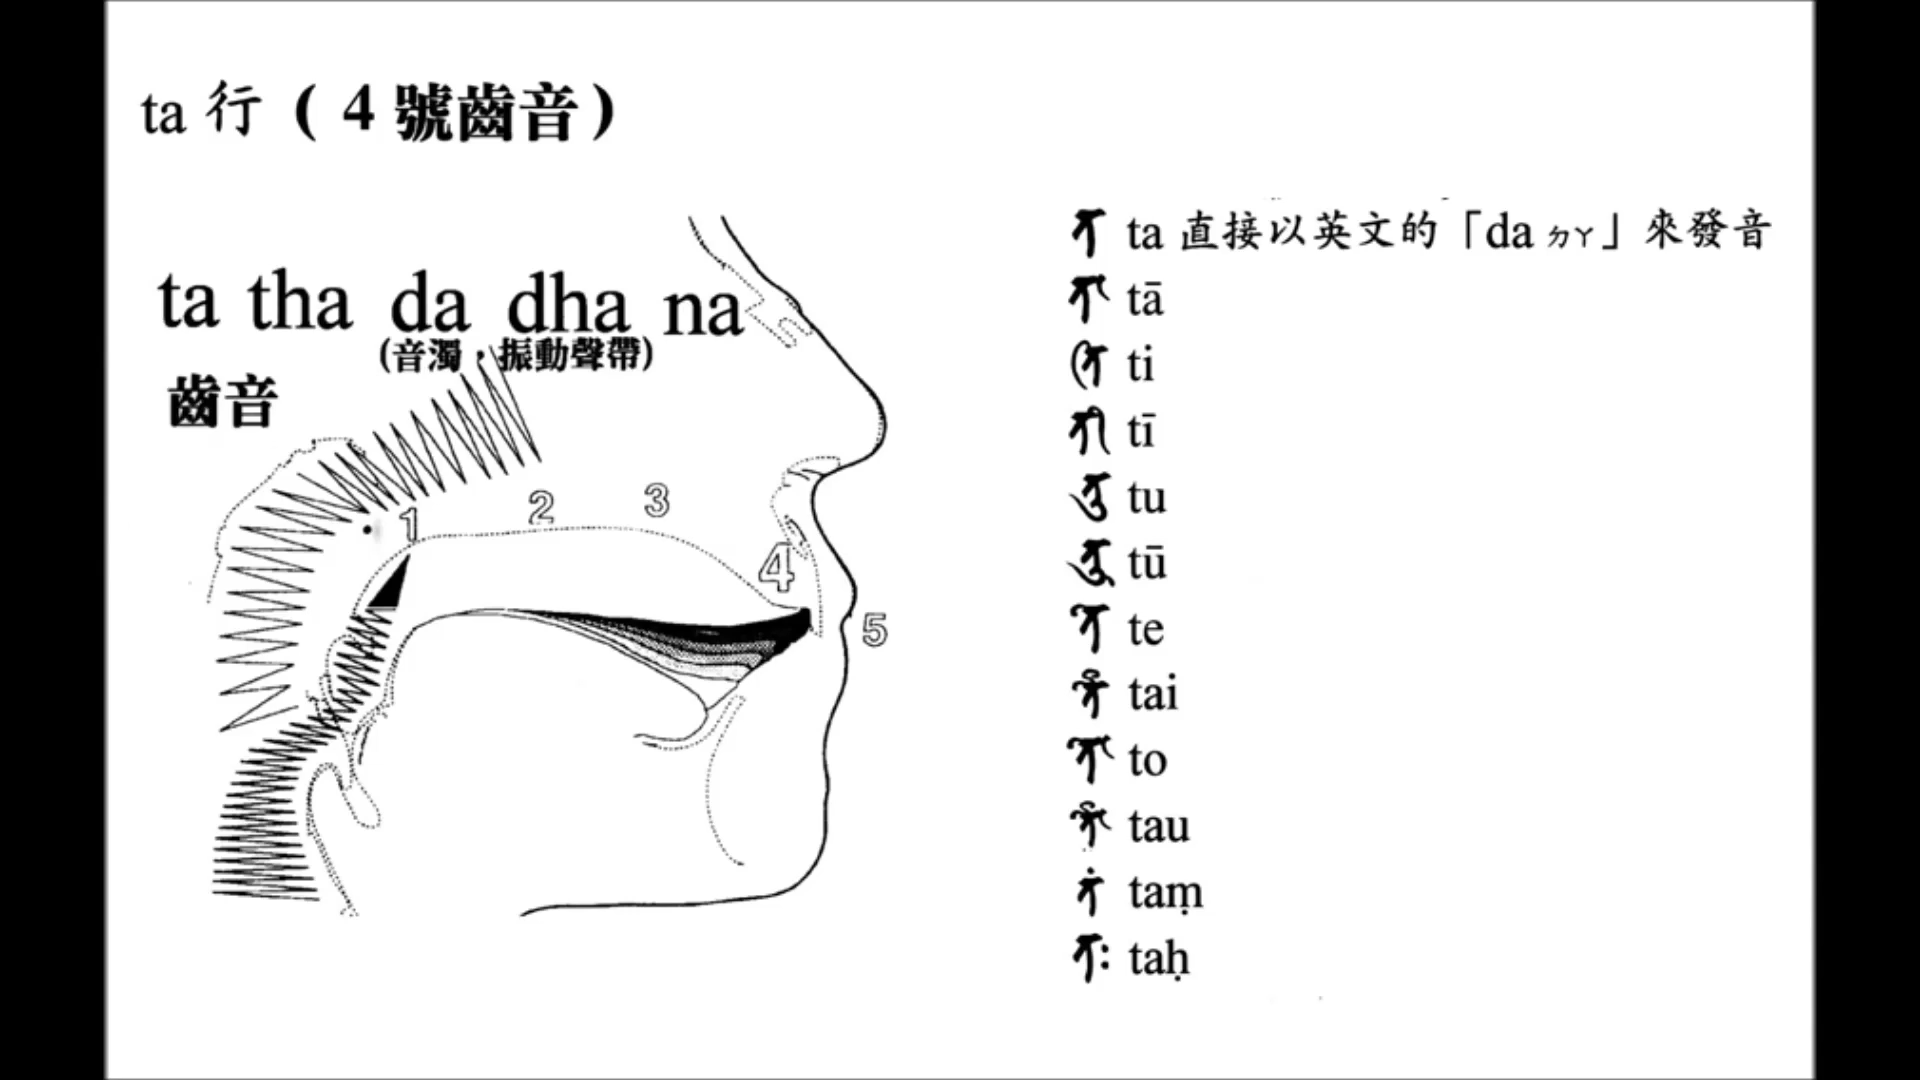 ta 行 ( 4 號齒音 )
ta tha da dha na
(音濁，振動聲帶)
齒音
1 2 3 4 5
ta 直接以英文的「da ㄉㄚ」來發音
tā
ti
tī
tu
tū
te
tai
to
tau
taṃ
taḥ